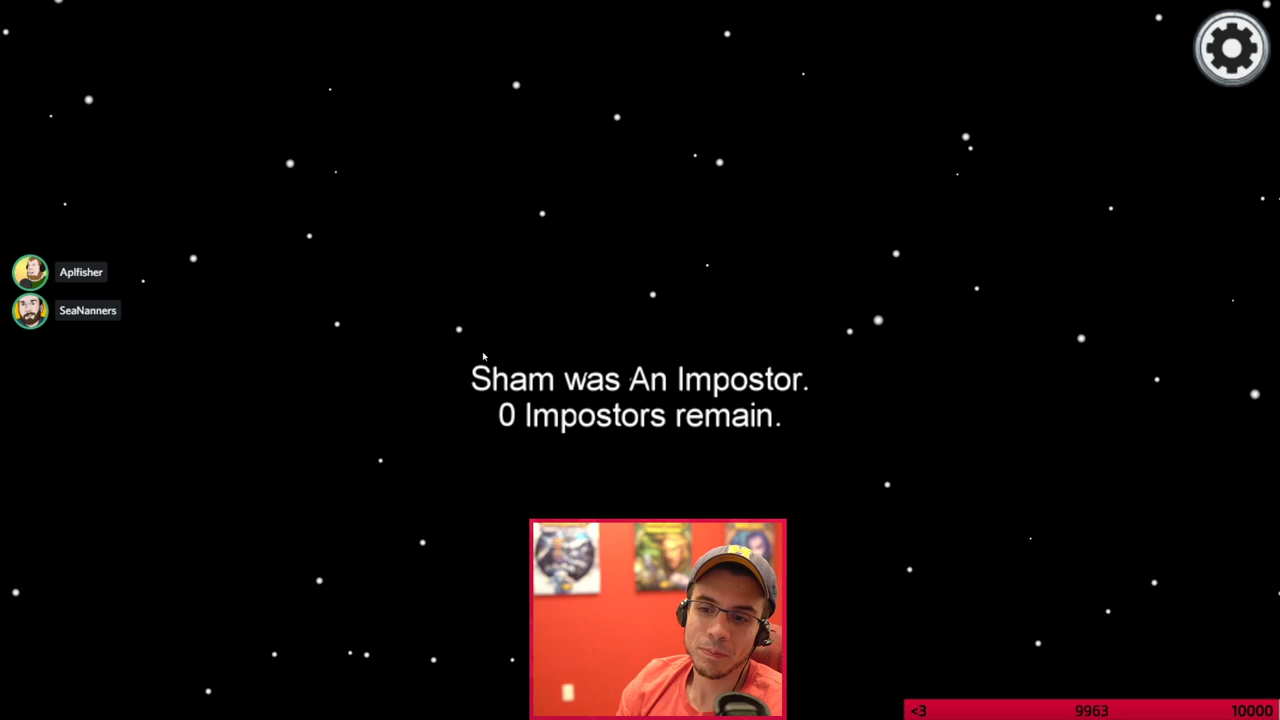 Aplfisher
SeaNanners
Sham was An Impostor.
0 Impostors remain.
<3 9963 10000